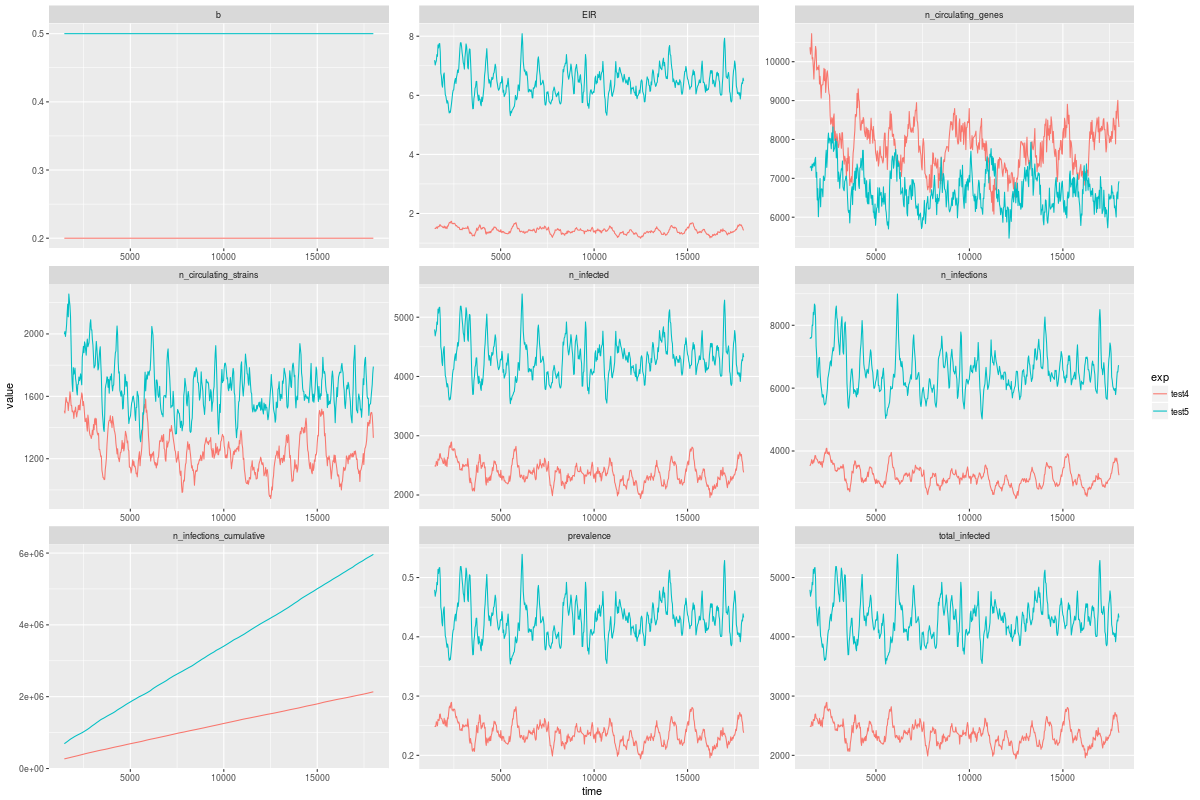 b
EIR
n_circulating_genes
0.5
0.4
0.3
0.2
8
6
4
2
10000
9000
8000
7000
6000
5000 10000 15000
5000 10000 15000
5000 10000 15000
n_circulating_strains
n_infected
n_infections
2000
1600
1200
5000
4000
3000
2000
8000
6000
4000
5000 10000 15000
5000 10000 15000
5000 10000 15000
n_infections_cumulative
prevalence
total_infected
6e+06
4e+06
2e+06
0e+00
0.5
0.4
0.3
0.2
5000
4000
3000
2000
5000 10000 15000
5000 10000 15000
5000 10000 15000
value
time
exp
test4
test5